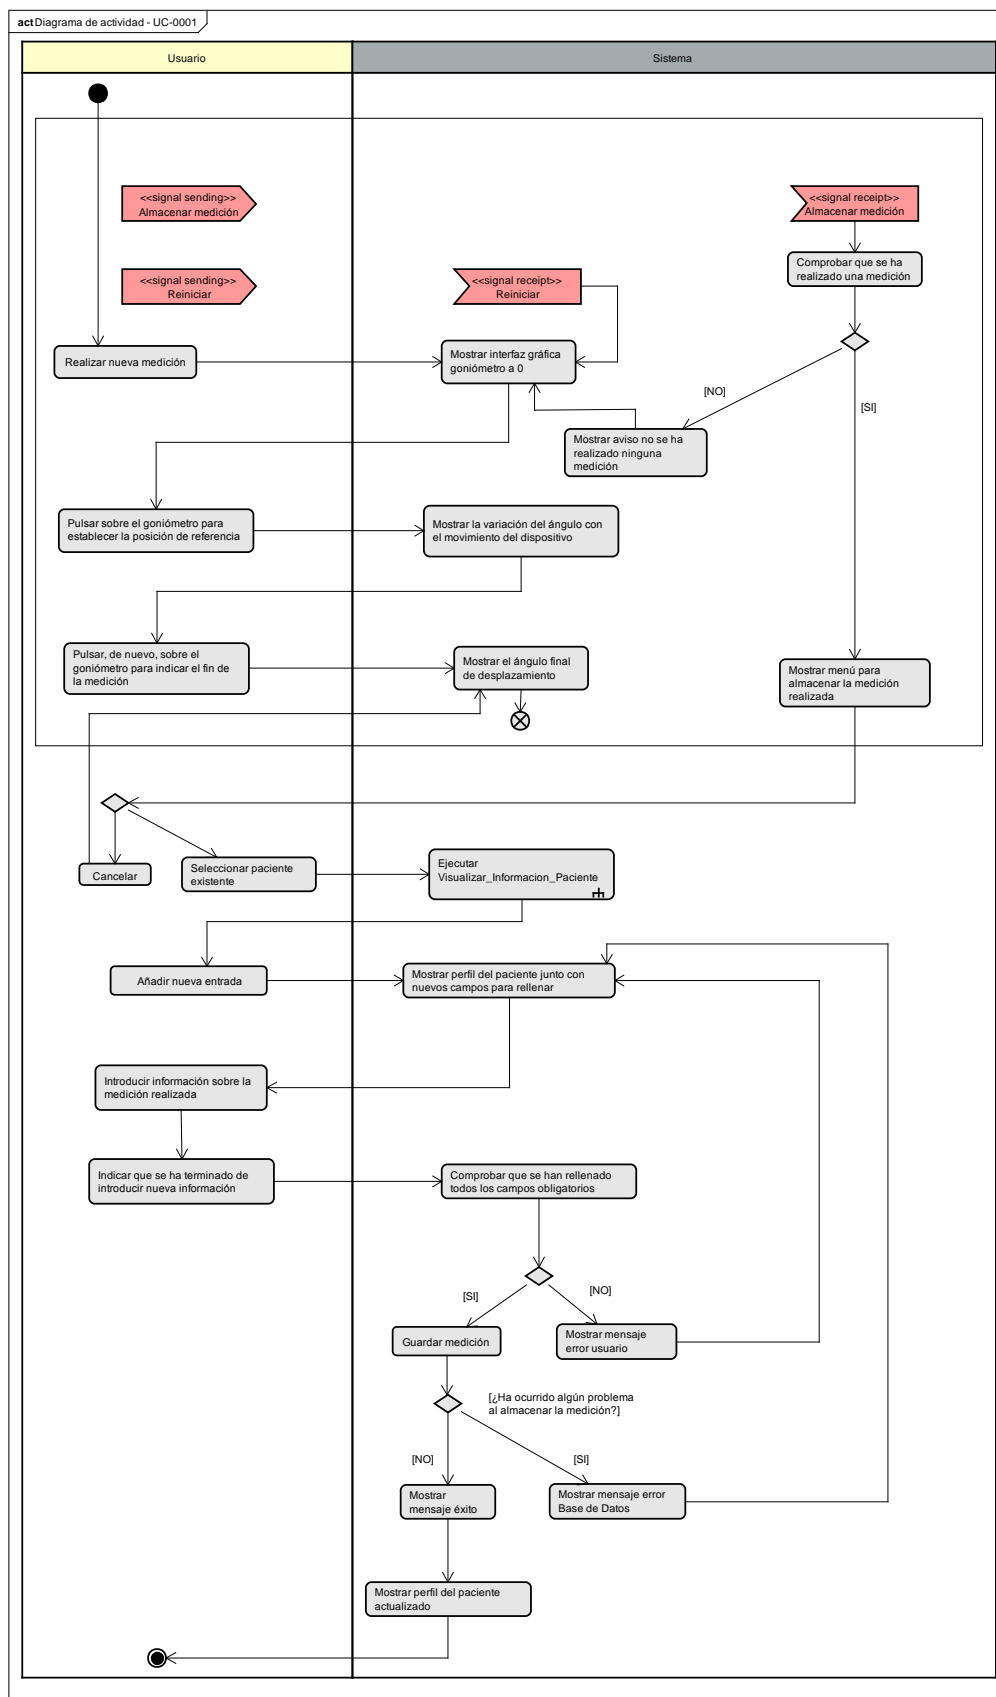 act Diagrama de actividad - UC-0001
Usuario
Sistema
<<signal sending>>
Almacenar medición
<<signal receipt>>
Almacenar medición
Comprobar que se ha
realizado una medición
<<signal sending>>
Reiniciar
<<signal receipt>>
Reiniciar
Realizar nueva medición
Mostrar interfaz gráfica
goniómetro a 0
[NO]
[SI]
Mostrar aviso no se ha
realizado ninguna
medición
Pulsar sobre el goniómetro para
establecer la posición de referencia
Mostrar la variación del ángulo con
el movimiento del dispositivo
Pulsar, de nuevo, sobre el
goniómetro para indicar el fin de
la medición
Mostrar el ángulo final
de desplazamiento
Mostrar menú para
almacenar la medición
realizada
Cancelar
Seleccionar paciente
existente
Ejecutar
Visualizar_Informacion_Paciente
Añadir nueva entrada
Mostrar perfil del paciente junto con
nuevos campos para rellenar
Introducir información sobre la
medición realizada
Indicar que se ha terminado de
introducir nueva información
Comprobar que se han rellenado
todos los campos obligatorios
[SI]
[NO]
Guardar medición
Mostrar mensaje
error usuario
[¿Ha ocurrido algún problema
al almacenar la medición?]
[NO]
[SI]
Mostrar
mensaje éxito
Mostrar mensaje error
Base de Datos
Mostrar perfil del paciente
actualizado